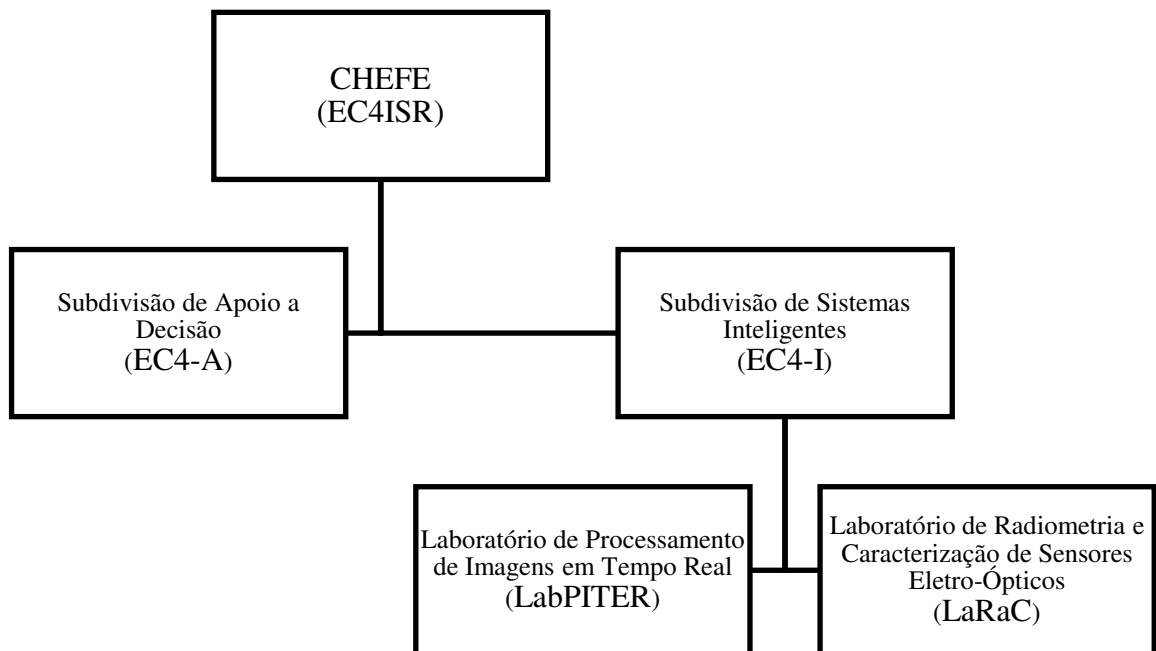 CHEFE
(EC4ISR)
Subdivisão de Apoio a
Decisão
(EC4-A)
Subdivisão de Sistemas
Inteligentes
(EC4-I)
Laboratório de Processamento
de Imagens em Tempo Real
(LabPITER)
Laboratório de Radiometria e
Caracterização de Sensores
Eletro-Ópticos
(LaRaC)